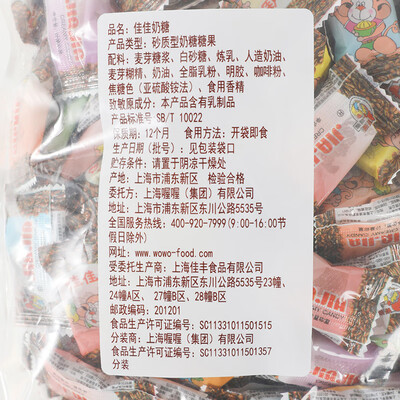 品名：佳佳奶糖
产品类型：砂质型奶糖糖果
配料：麦芽糖浆、白砂糖、炼乳、人造奶油、
麦芽糊精、奶油、全脂乳粉、明胶、咖啡粉、
焦糖色（亚硫酸铵法）、食用香精
致敏原成分：本产品含有乳制品
产品标准号 SB/T 10022
保质期：12个月 食用方法：开袋即食
生产日期（批号）：见包装袋口
贮存条件：请置于阴凉干燥处
产地：上海市浦东新区 检验合格
委托方：上海喔喔（集团）有限公司
地址：上海市浦东新区东川公路5535号
全国服务热线：400-920-7999(9:00-16:00节
假日除外）
网址：www.wowo-food.com
受委托生产商：上海佳丰食品有限公司
地址：上海市浦东新区东川公路5535号23幢、
24幢A区、27幢B区、28幢B区
邮政编码：201201
食品生产许可证编号：SC11331011501515
分装商：上海喔喔（集团）有限公司
食品生产许可证编号：SC11331011501357
分装
JIA-JIA